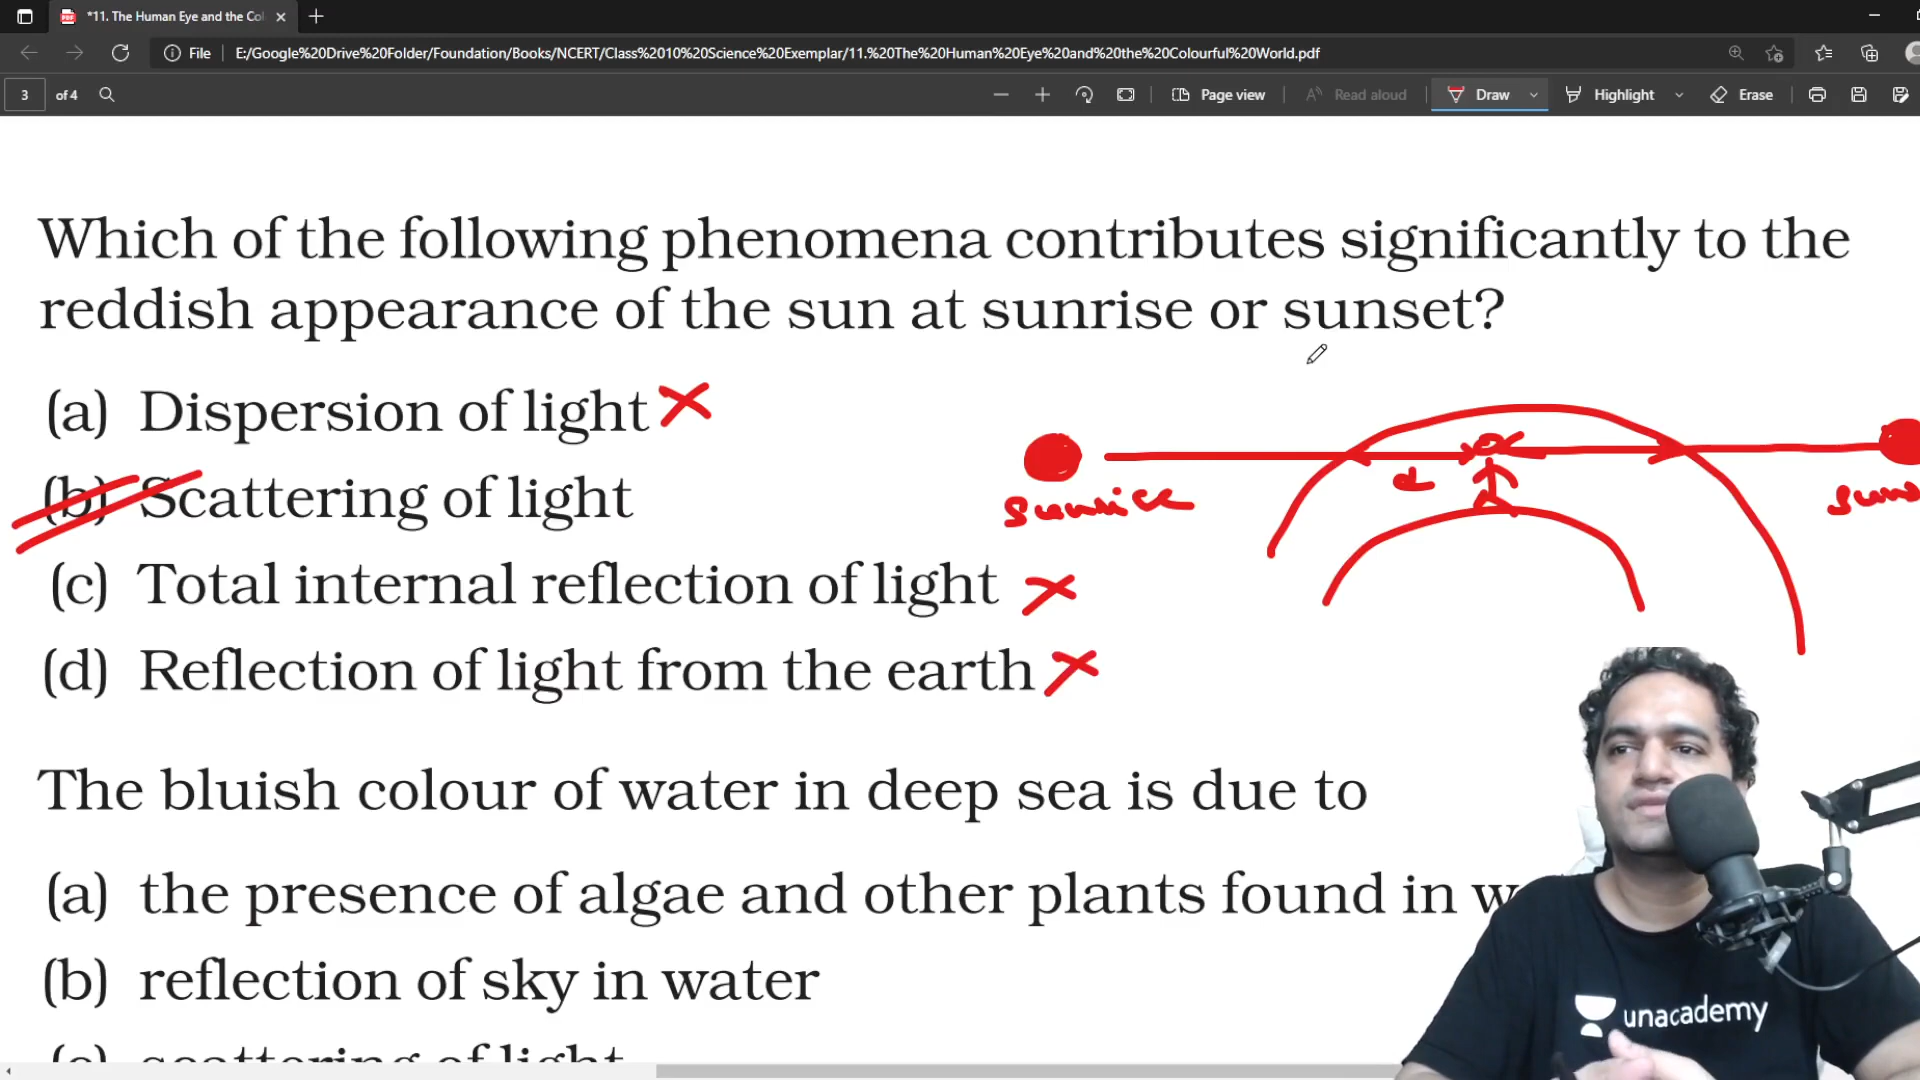 *11. The Human Eye and the Col
File E:/Google%20Drive%20Folder/Foundation/Books/NCERT/Class%2010%20Science%20Exemplar/11.%20The%20Human%20Eye%20and%20the%20Colourful%20World.pdf
3 of 4 Page view Read aloud Draw Highlight Erase
Which of the following phenomena contributes significantly to the
reddish appearance of the sun at sunrise or sunset?
(a) Dispersion of light
(b) Scattering of light
(c) Total internal reflection of light
(d) Reflection of light from the earth
Sunrise
d
The bluish colour of water in deep sea is due to
(a) the presence of algae and other plants found in w
(b) reflection of sky in water
(c) scattering of light
unacademy